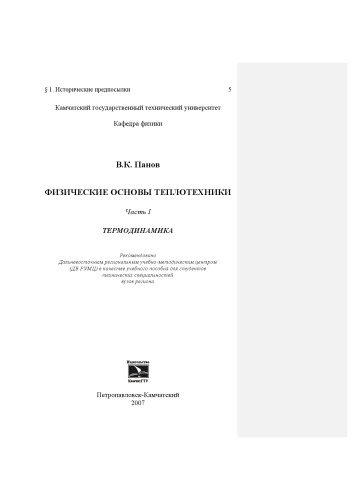 § 1. Исторические предпосылки 5
Камчатский государственный технический университет
Кафедра физики
В.К. Панов
ФИЗИЧЕСКИЕ ОСНОВЫ ТЕПЛОТЕХНИКИ
Часть I
ТЕРМОДИНАМИКА
Рекомендовано
Дальневосточным региональным учебно-методическим центром
(ДВ РУМЦ) в качестве учебного пособия для студентов
технических специальностей
вузов региона
Издательство
КамчатГТУ
Петропавловск-Камчатский
2007